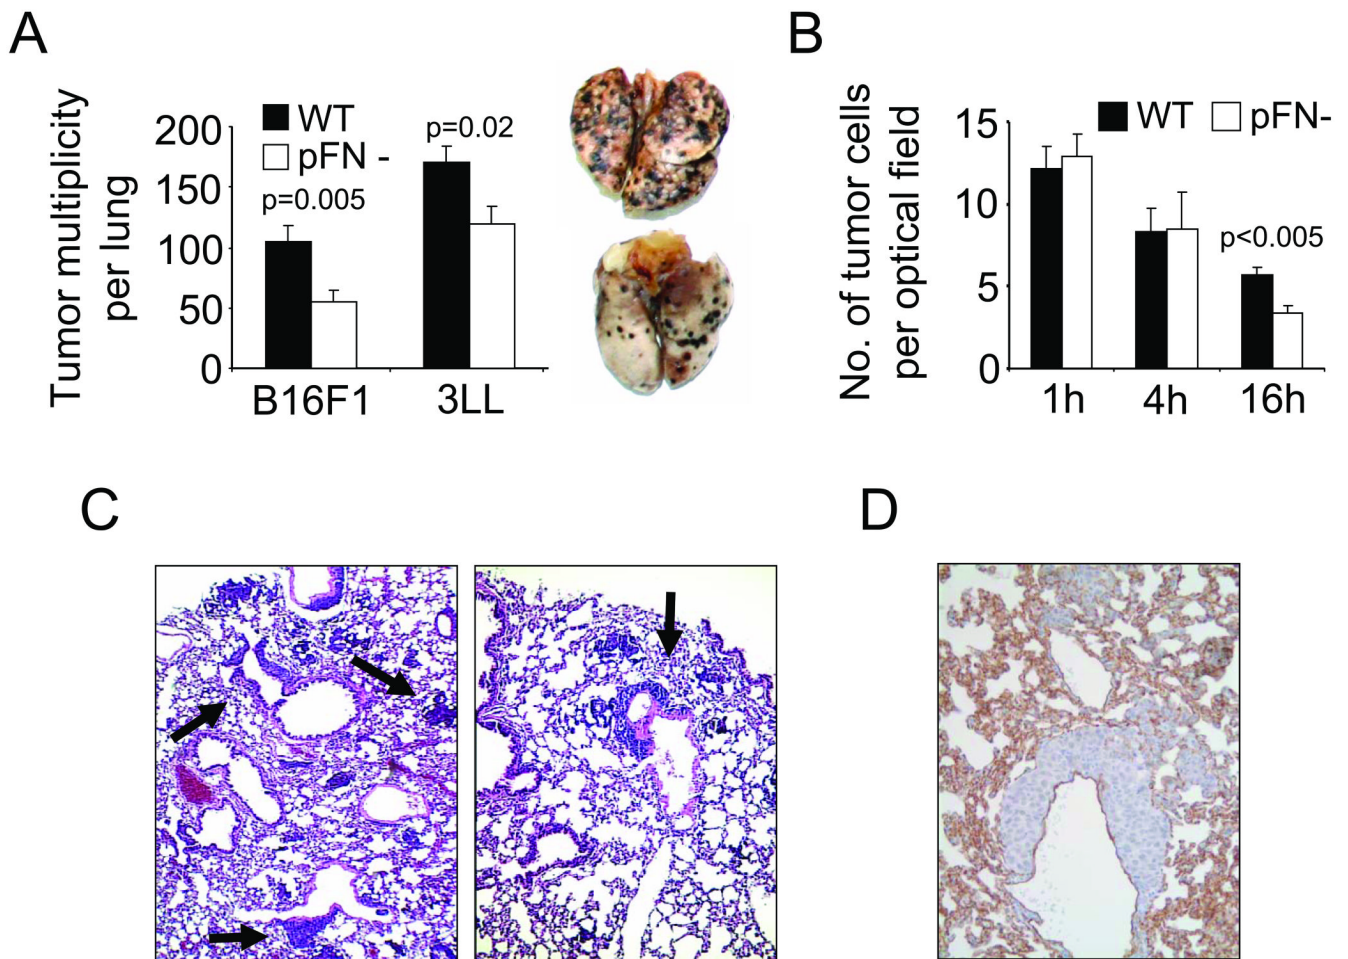 A
Tumor multiplicity
per lung
200
150
100
50
0
WT
pFN -
p=0.005
p=0.02
B16F1
3LL
B
No. of tumor cells
per optical field
15
10
5
0
WT
pFN-
p<0.005
1h
4h
16h
C
D